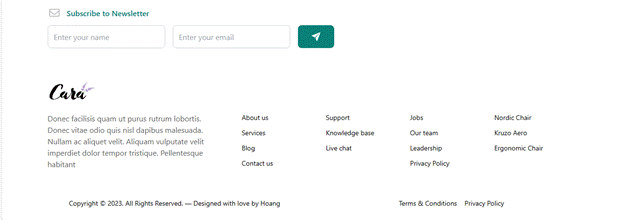 Subscribe to Newsletter
Enter your name
Enter your email
Cara
Donec facilisis quam ut purus rutrum lobortis.
Donec vitae odio quis nisl dapibus malesuada.
Nullam ac aliquet velit. Aliquam vulputate velit
imperdiet dolor tempor tristique. Pellentesque
habitant
About us
Services
Blog
Contact us
Support
Knowledge base
Live chat
Jobs
Our team
Leadership
Privacy Policy
Nordic Chair
Kruzo Aero
Ergonomic Chair
Copyright © 2023. All Rights Reserved. — Designed with love by Hoang
Terms & Conditions Privacy Policy